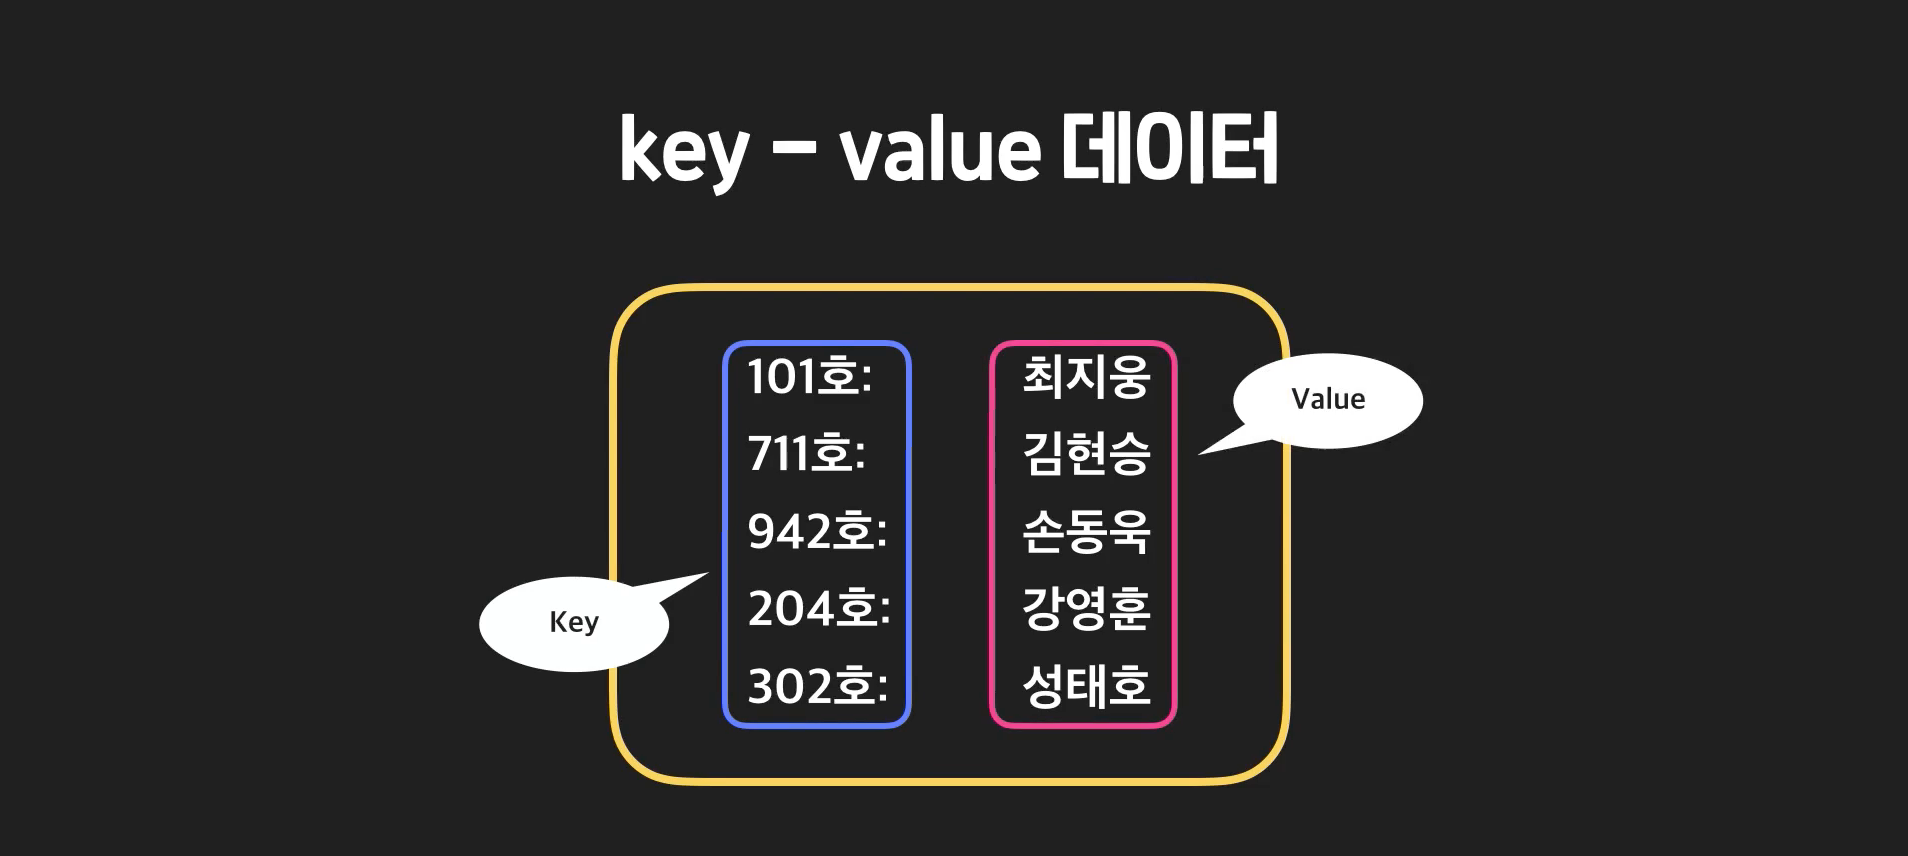 key - value 데이터
101호: 최지웅
Value
711호: 김현승
942호: 손동욱
204호: 강영훈
Key
302호: 성태호